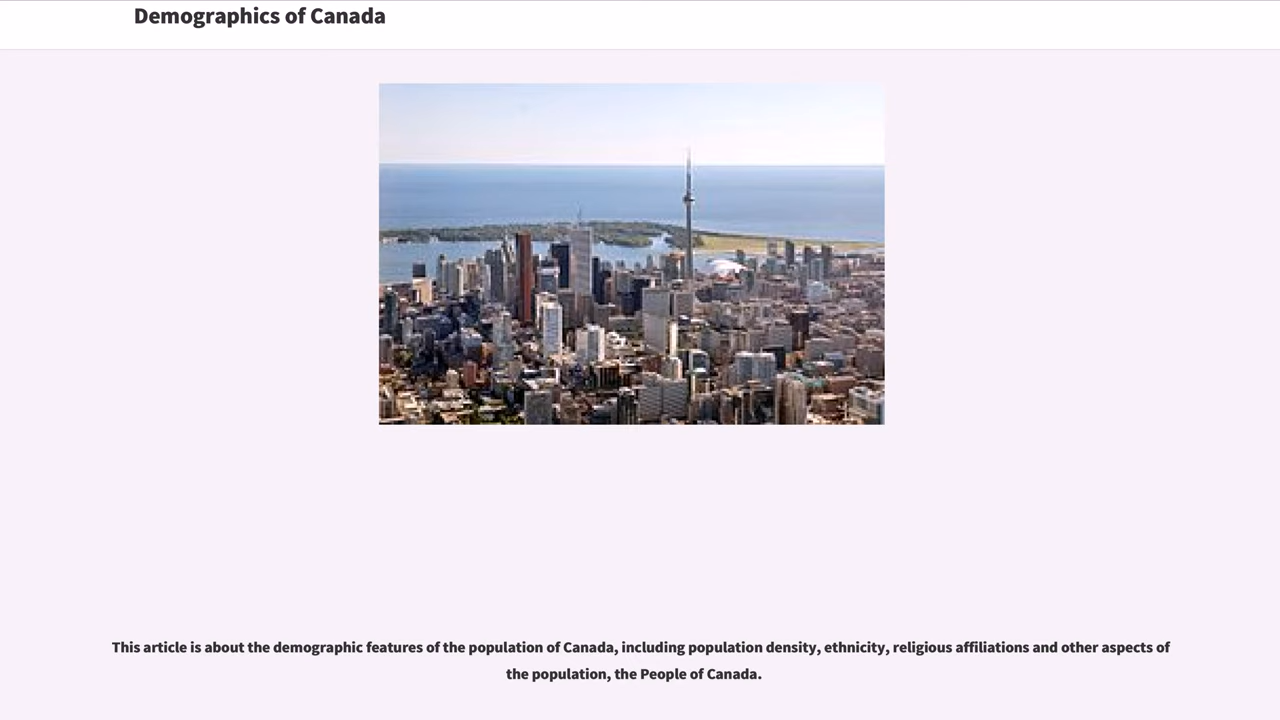 Demographics of Canada
This article is about the demographic features of the population of Canada, including population density, ethnicity, religious affiliations and other aspects of
the population, the People of Canada.